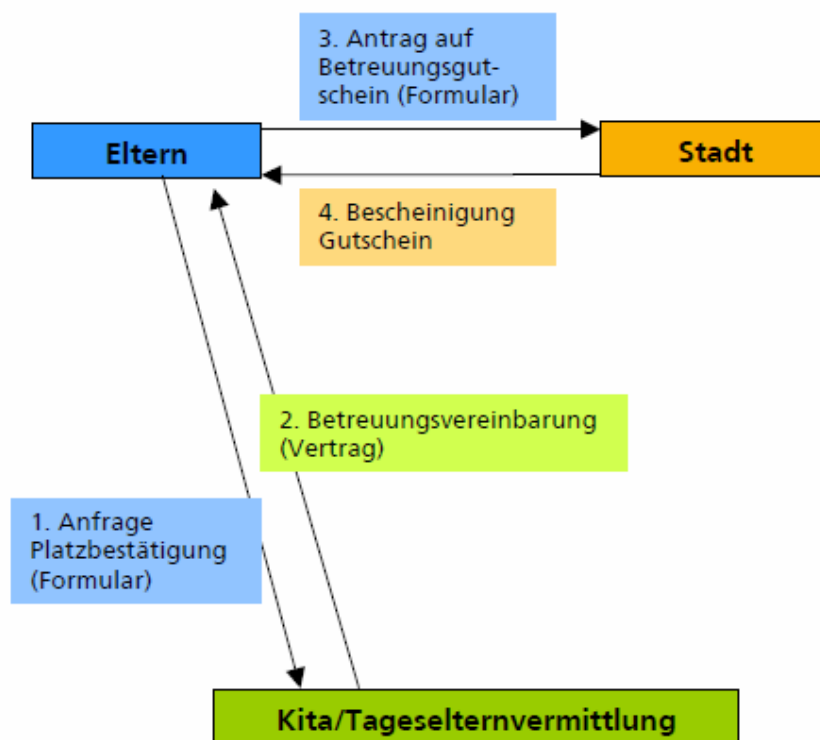 3. Antrag auf
Betreuungsgut-
schein (Formular)
Eltern
Stadt
4. Bescheinigung
Gutschein
2. Betreuungsvereinbarung
(Vertrag)
1. Anfrage
Platzbestätigung
(Formular)
Kita/Tageselternvermittlung